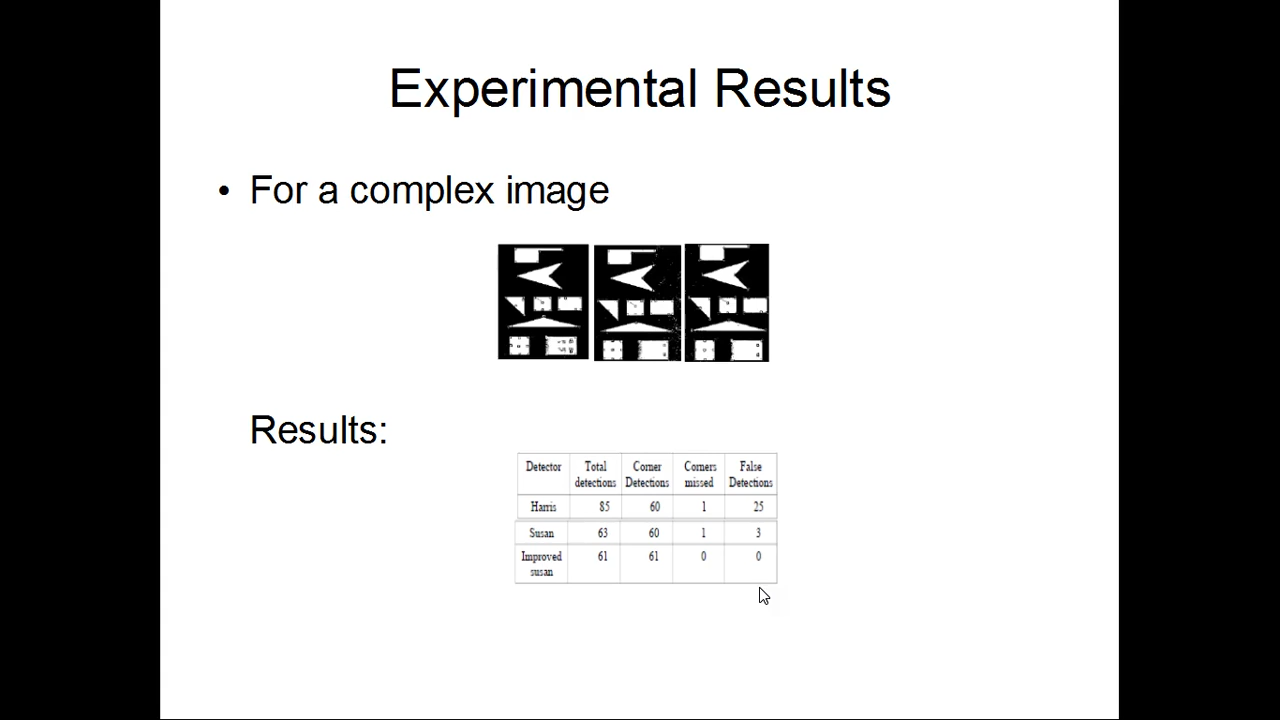 Experimental Results
• For a complex image
Results:
Detector Total detections Corner Detections Corners missed False Detections
Harris 85 60 1 25
Susan 63 60 1 3
Improved susan 61 61 0 0